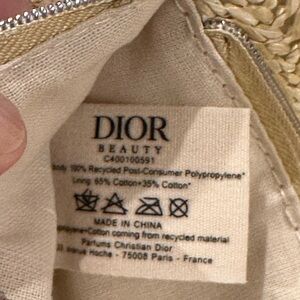 DIOR
BEAUTY
C400100591
Body 100% Recycled Post-Consumer Polypropylene*
Lining: 65% Cotton+35% Cotton*
MADE IN CHINA
Cotton coming from recycled material
Parfums Christian Dior
33 avenue Hoche - 75008 Paris - France